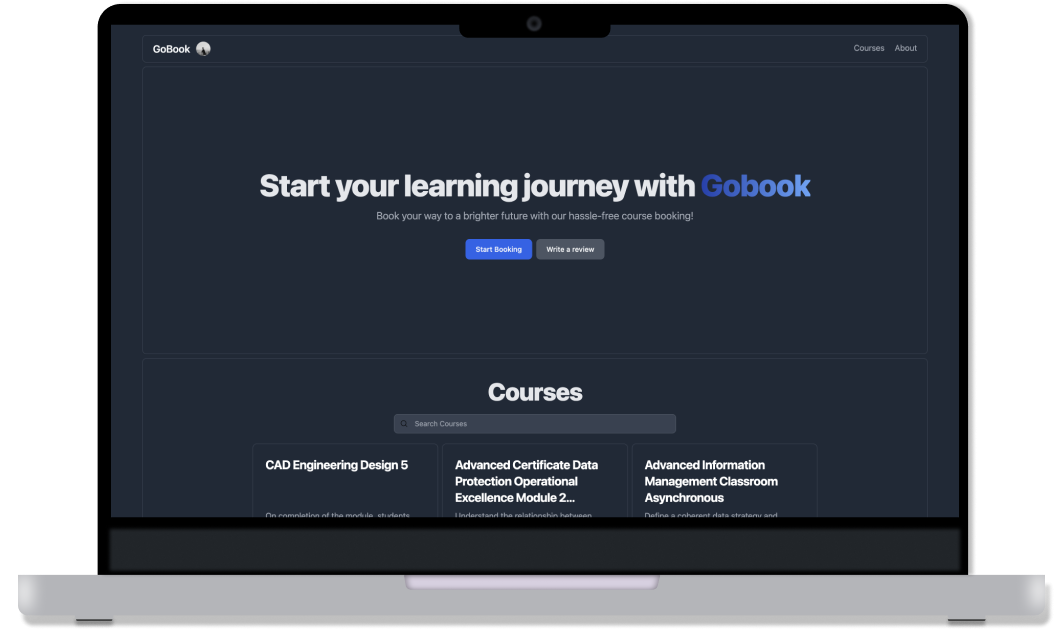 GoBook
Courses About
Start your learning journey with Gobook
Book your way to a brighter future with our hassle-free course booking!
Start Booking
Write a review
Courses
Search Courses
CAD Engineering Design 5
On completion of the module, students
Advanced Certificate Data
Protection Operational
Excellence Module 2...
Understand the relationship between
Advanced Information
Management Classroom
Asynchronous
Define a coherent data strategy and